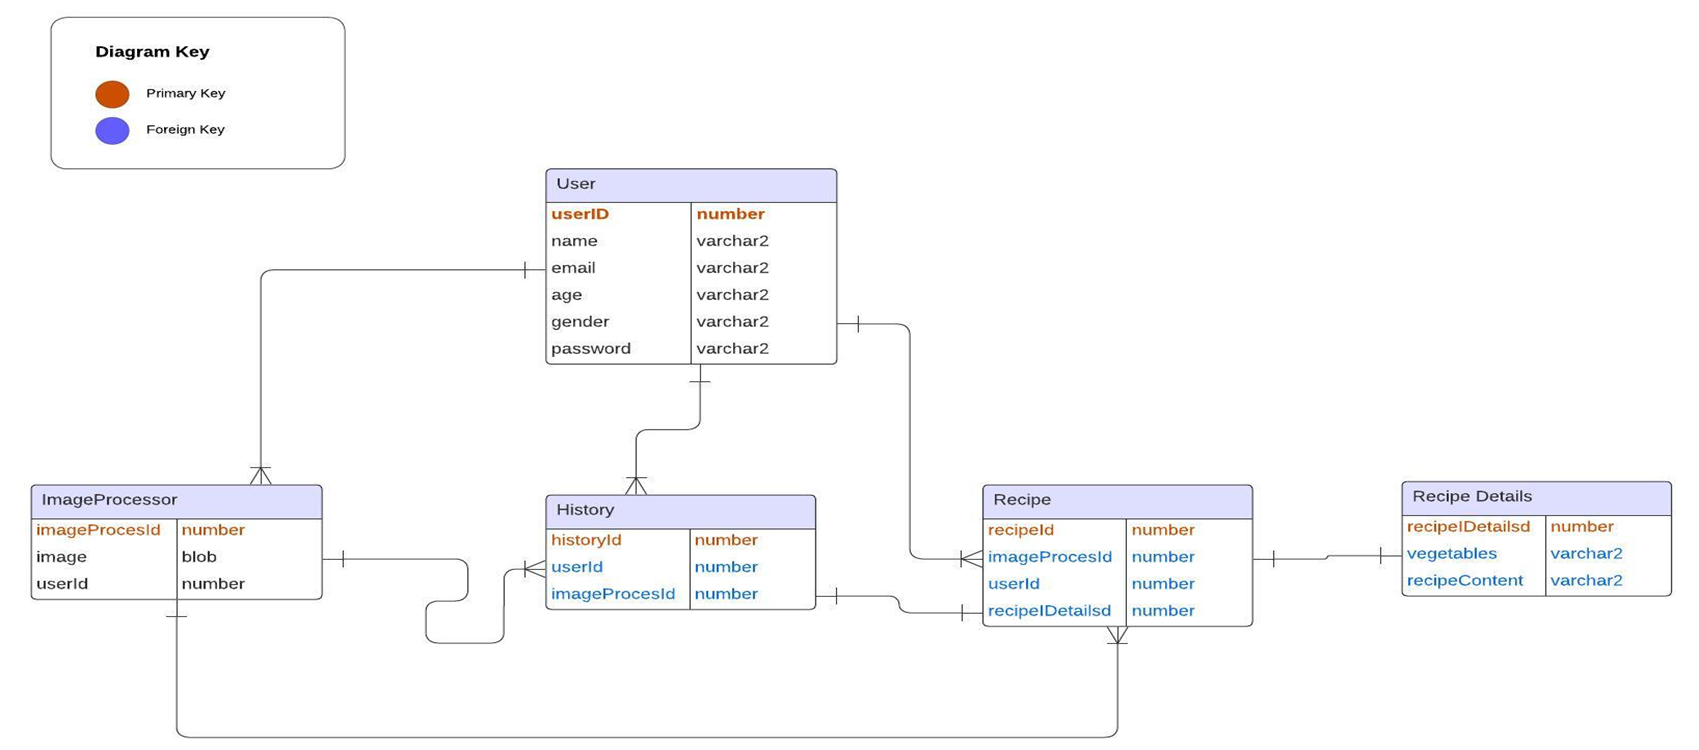 Diagram Key
Primary Key
Foreign Key
User
userID number
name varchar2
email varchar2
age varchar2
gender varchar2
password varchar2
ImageProcessor
imageProcesId number
image blob
userId number
History
historyId number
userId number
imageProcesId number
Recipe
recipeId number
imageProcesId number
userId number
recipeIDetailsd number
Recipe Details
recipeIDetailsd number
vegetables varchar2
recipeContent varchar2